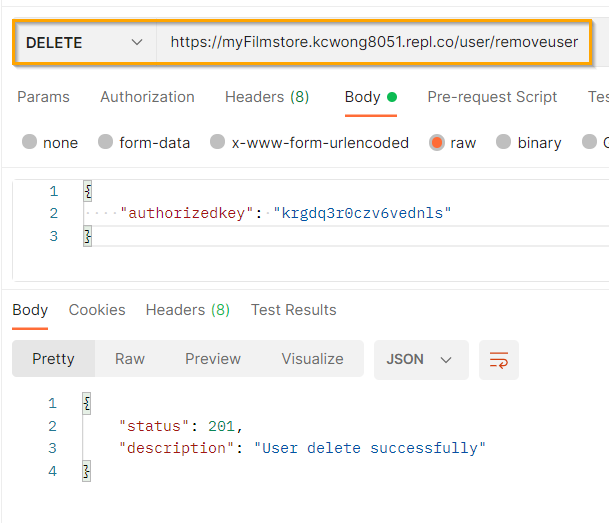 DELETE https://myFilmstore.kcwong8051.repl.co/user/removeuser
Params Authorization Headers (8) Body Pre-request Script Tes
none form-data x-www-form-urlencoded raw binary
1 {
2 "authorizedkey": "krgdq3r0czv6vednls"
3 }
Body Cookies Headers (8) Test Results
Pretty Raw Preview Visualize JSON
1 {
2 "status": 201,
3 "description": "User delete successfully"
4 }